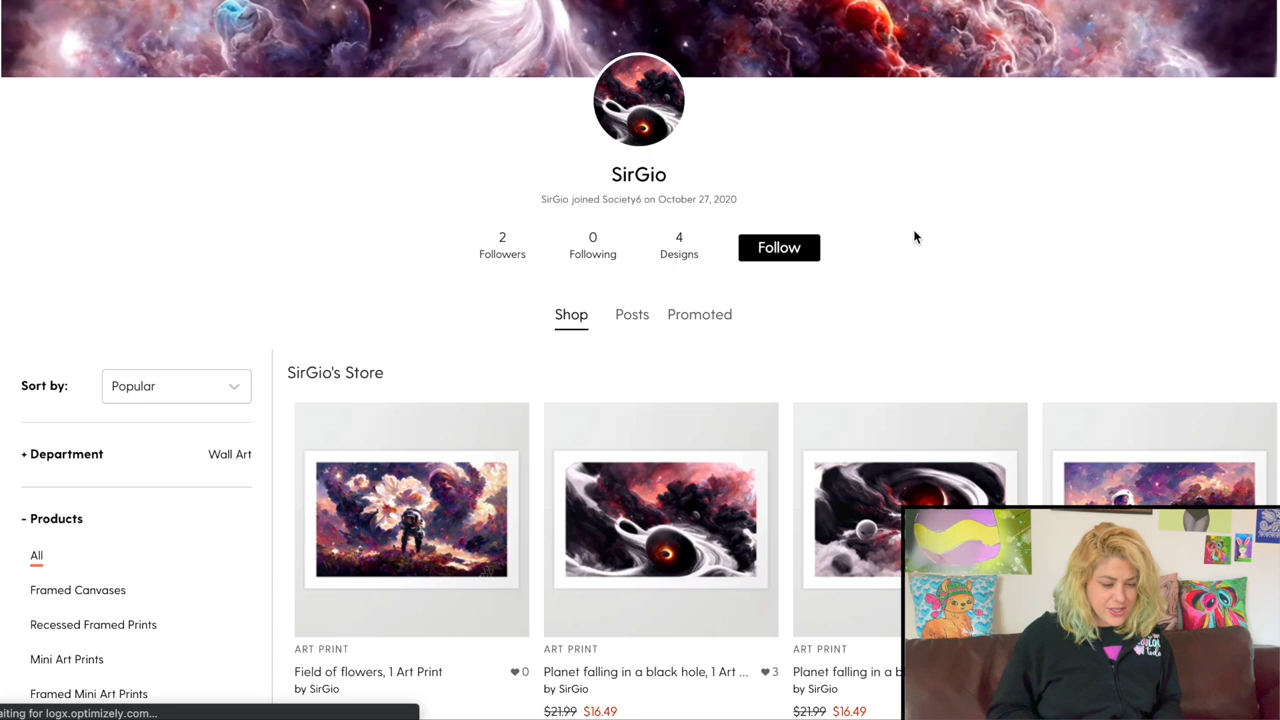 SirGio
SirGio joined Society6 on October 27, 2020
2
0
4
Followers
Following
Designs
Follow
Shop
Posts
Promoted
Sort by:
Popular
SirGio's Store
+ Department
Wall Art
- Products
All
Framed Canvases
Recessed Framed Prints
Mini Art Prints
Framed Mini Art Prints
ART PRINT
Field of flowers, 1 Art Print
0
by SirGio
ART PRINT
Planet falling in a black hole, 1 Art ...
3
by SirGio
$21.99 $16.49
ART PRINT
Planet falling in a b
by SirGio
$21.99 $16.49
aiting for logx.optimizely.com...